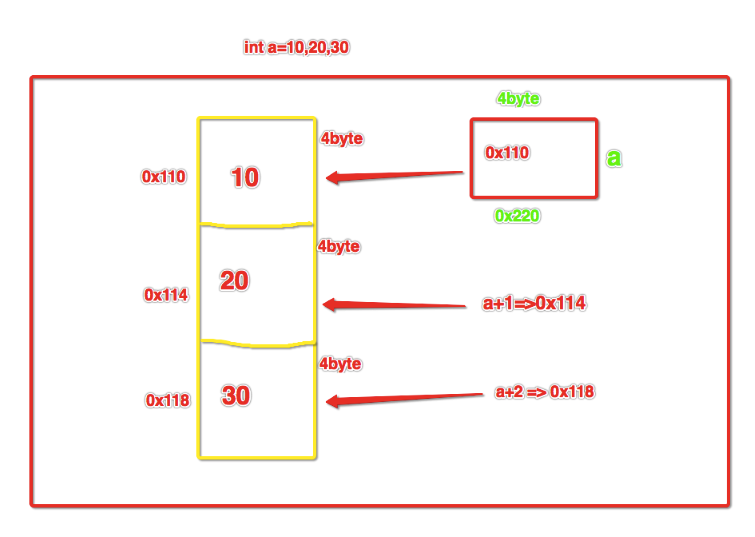 int a=10,20,30
4byte
4byte
0x110
10
0x110
a
0x220
4byte
20
0x114
a+1=>0x114
4byte
30
0x118
a+2 => 0x118